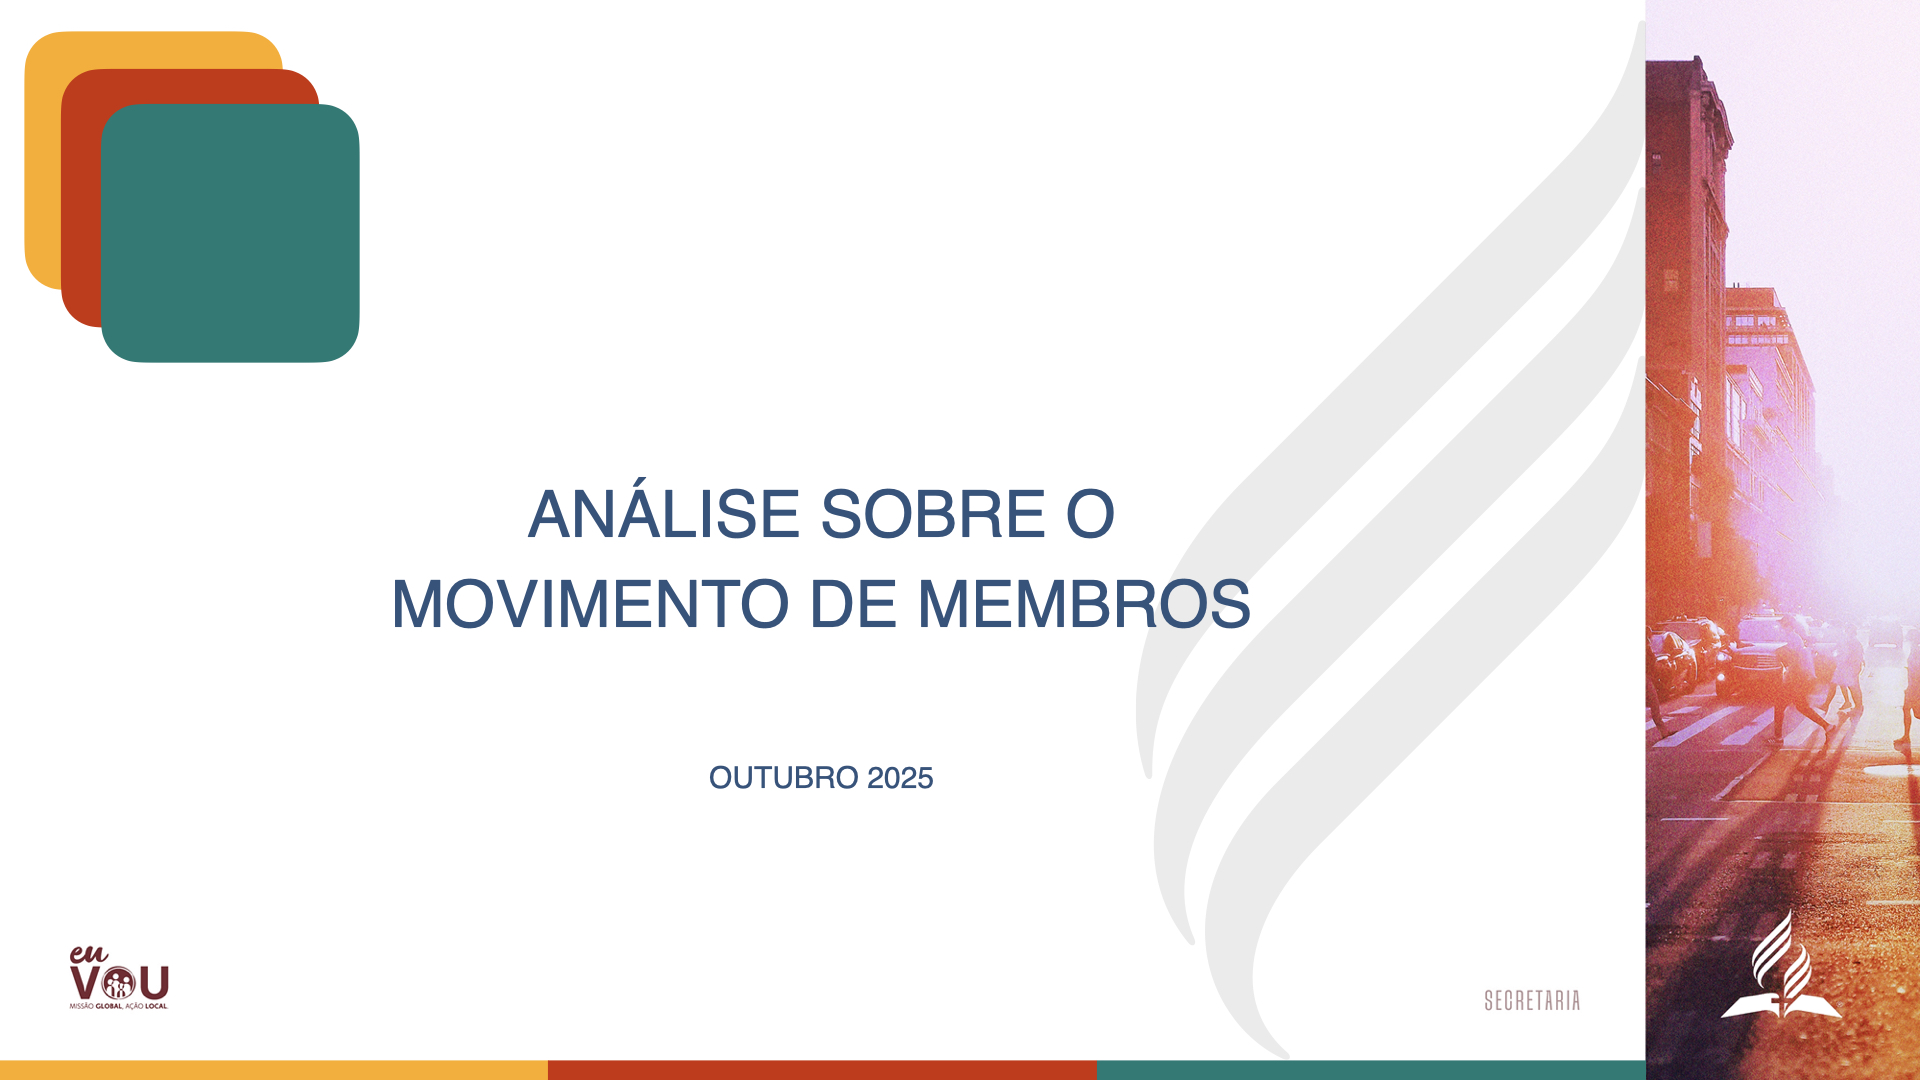 ANÁLISE SOBRE O
MOVIMENTO DE MEMBROS
OUTUBRO 2025
eu
VOU
MISSÃO GLOBAL, AÇÃO LOCAL
SECRETARIA